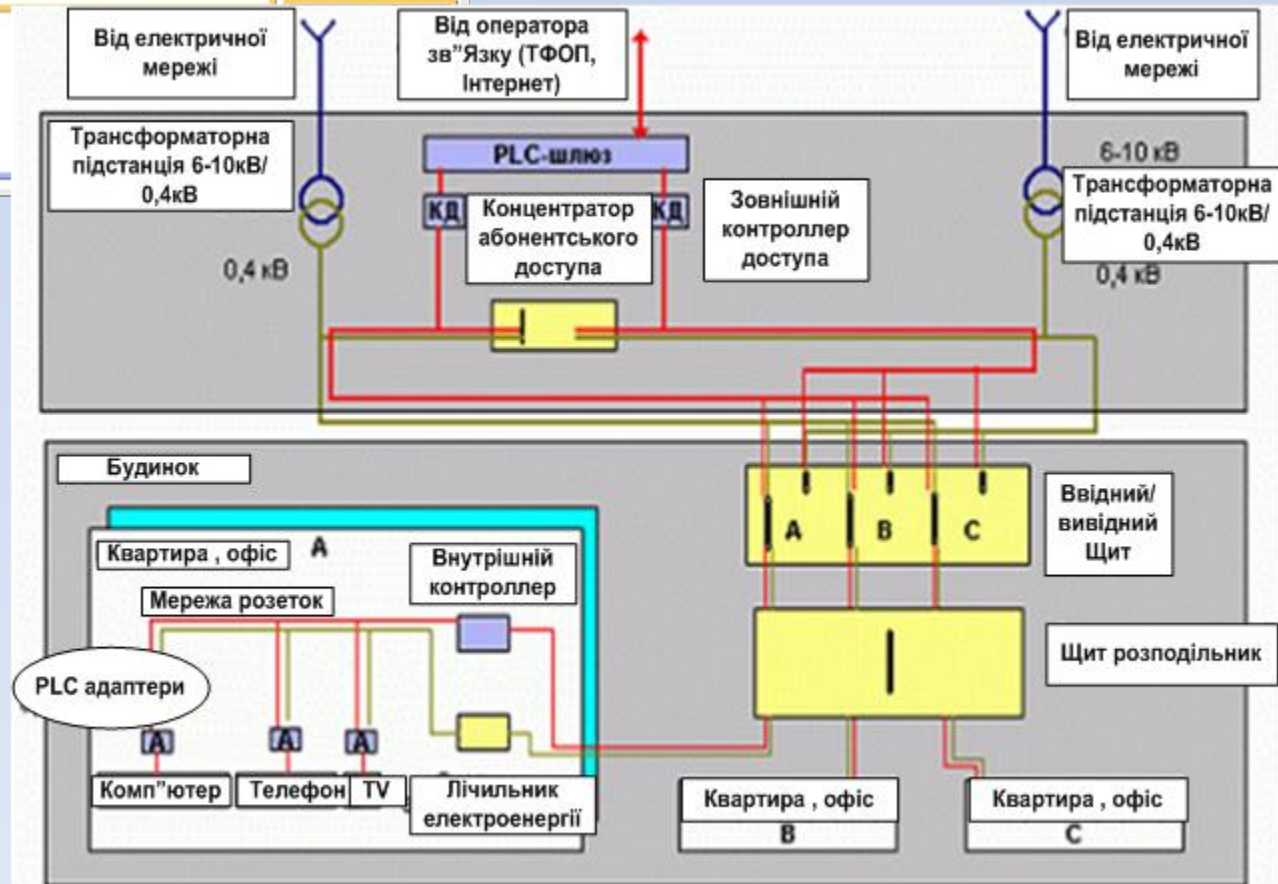 Від електричної
мережі
Від оператора
зв"Язку (ТФОП,
Інтернет)
Від електричної
мережі
Трансформаторна
підстанція 6-10кВ/
0,4кВ
PLC-шлюз
6-10 кВ
Трансформаторна
підстанція 6-10кВ/
0,4кВ
КД
Концентратор
абонентського
доступа
КД
Зовнішній
контроллер
доступа
0,4 кВ
0,4 кВ
Будинок
Ввідний/
вивідний
Щит
A
B
C
Квартира , офіс
A
Внутрішній
контроллер
Мережа розеток
PLC адаптери
Щит розподільник
A
A
A
Комп"ютер
Телефон
TV
Лічильник
електроенергії
Квартира , офіс
B
Квартира , офіс
C